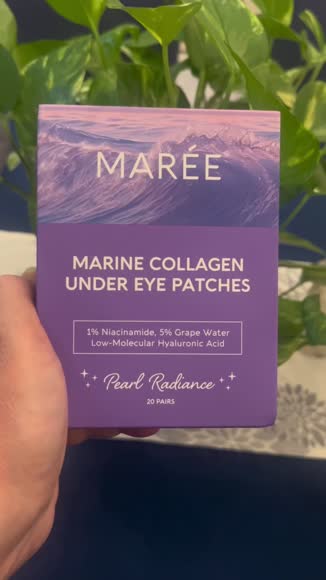 MARÉE
MARINE COLLAGEN
UNDER EYE PATCHES
1% Niacinamide, 5% Grape Water
Low-Molecular Hyaluronic Acid
Pearl Radiance
20 PAIRS